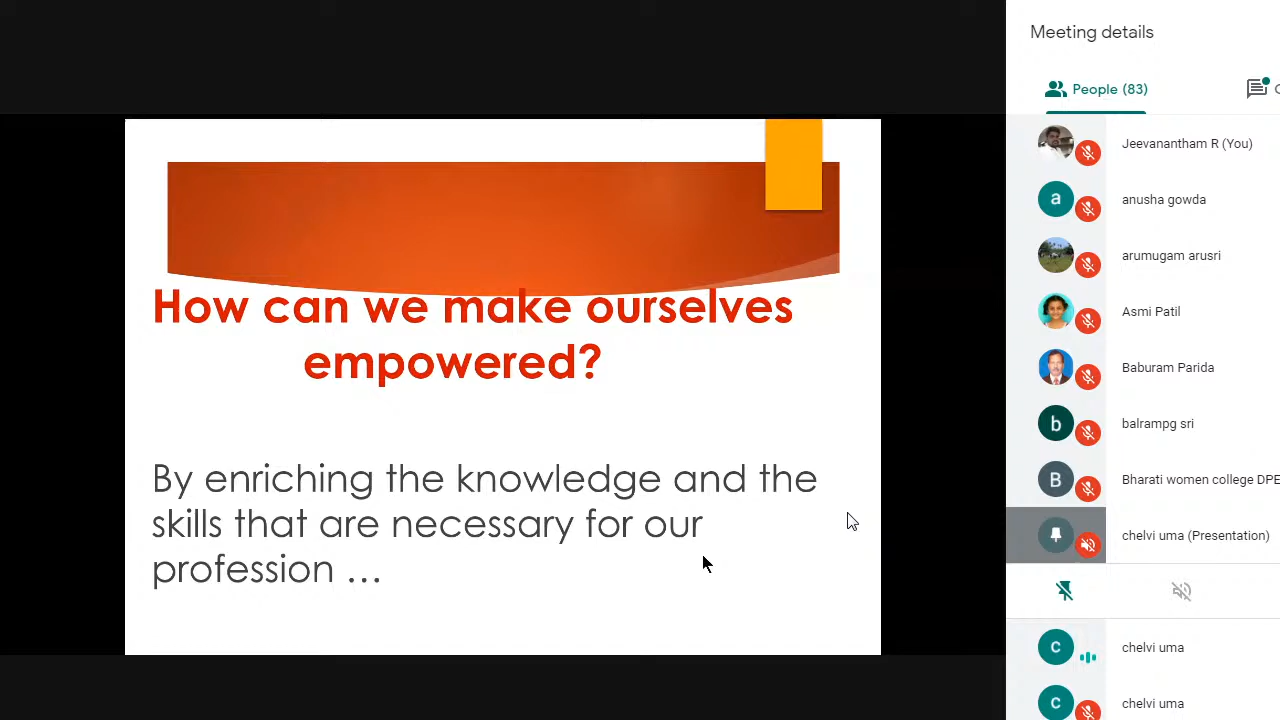 Meeting details
People (83)
How can we make ourselves
empowered?
By enriching the knowledge and the
skills that are necessary for our
profession …
Jeevanantham R (You)
a
anusha gowda
arumugam arusri
Asmi Patil
Baburam Parida
b
balrampg sri
B
Bharati women college DPE
chelvi uma (Presentation)
c
chelvi uma
c
chelvi uma